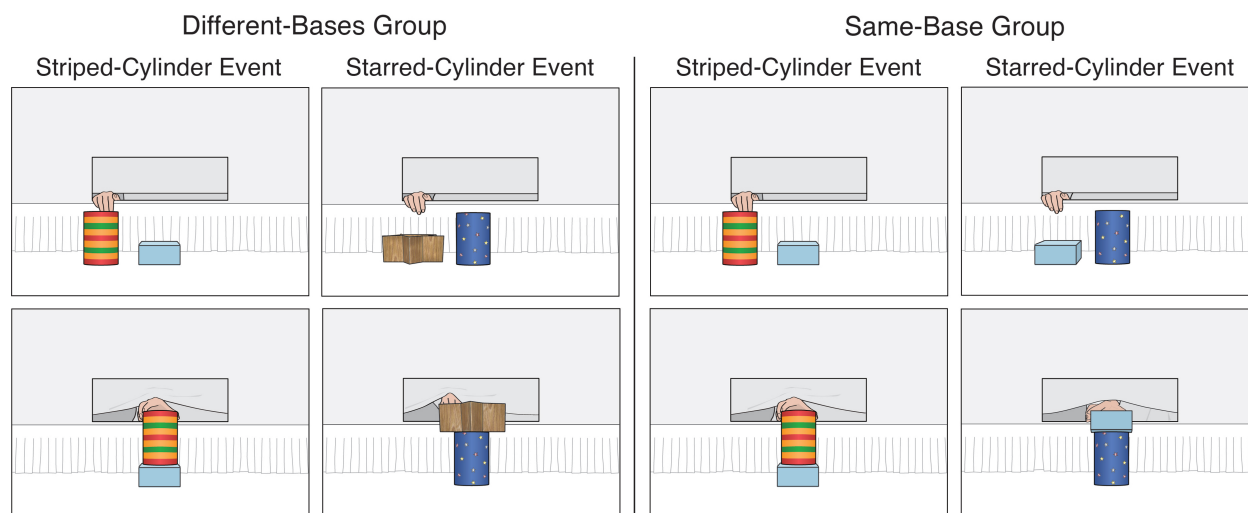 Different-Bases Group
Same-Base Group
Striped-Cylinder Event
Starred-Cylinder Event
Striped-Cylinder Event
Starred-Cylinder Event